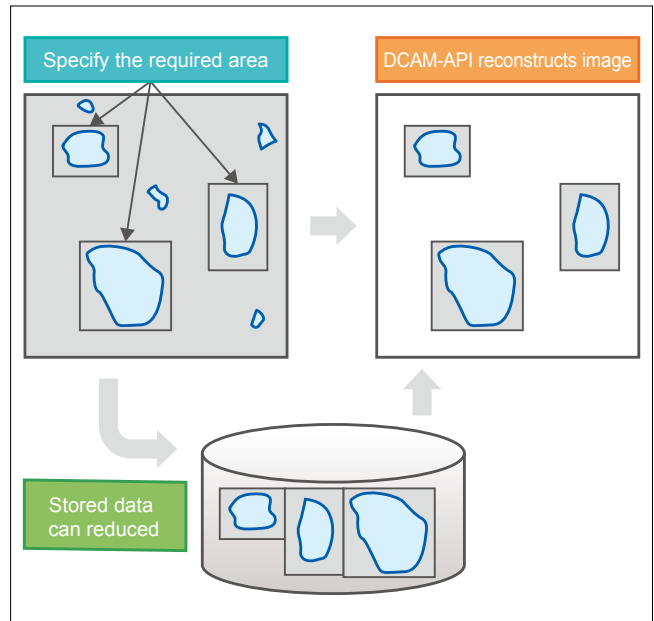 Specify the required area
DCAM-API reconstructs image
Stored data
can reduced